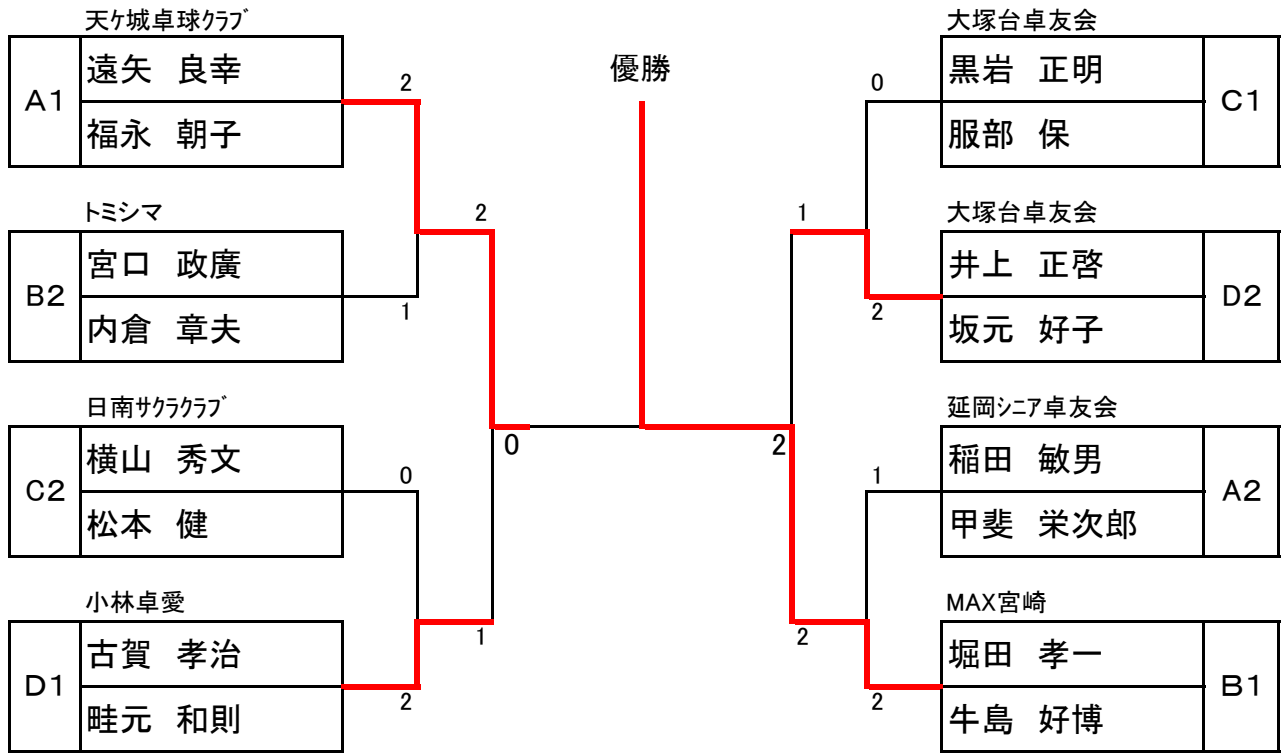 天ケ城卓球クラブ
A1
遠矢 良幸
福永 朝子
2
トミシマ
B2
宮口 政廣
内倉 章夫
1
2
日南サクラクラブ
C2
横山 秀文
松本 健
0
小林卓愛
D1
古賀 孝治
畦元 和則
2
1
0
優勝
2
大塚台卓友会
黒岩 正明
服部 保
C1
0
大塚台卓友会
井上 正啓
坂元 好子
D2
2
1
延岡シニア卓友会
稲田 敏男
甲斐 栄次郎
A2
1
MAX宮崎
堀田 孝一
牛島 好博
B1
2
2